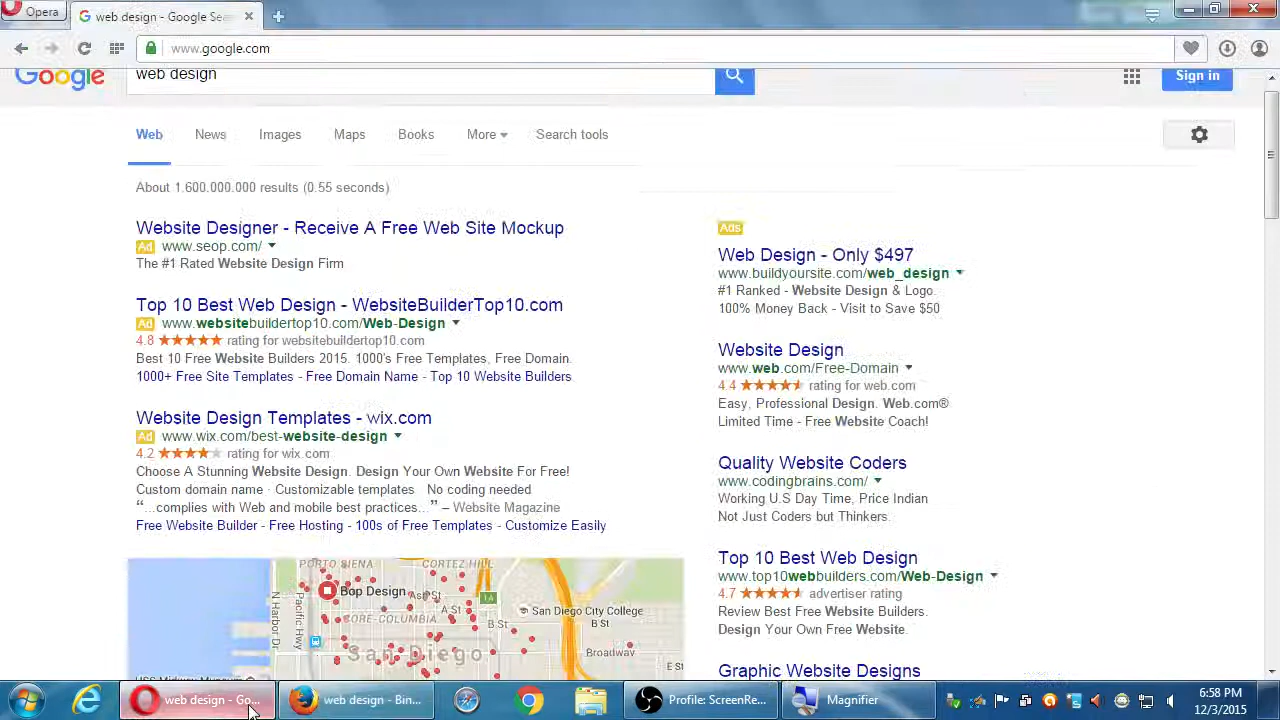 Opera
web design - Google Sea
www.google.com
Google
web design
Sign in
Web
News
Images
Maps
Books
More
Search tools
About 1.600.000.000 results (0.55 seconds)
Website Designer - Receive A Free Web Site Mockup
Ad www.seop.com/
The #1 Rated Website Design Firm
Top 10 Best Web Design - WebsiteBuilderTop10.com
Ad www.websitebuildertop10.com/Web-Design
4.8 ★★★★★ rating for websitebuildertop10.com
Best 10 Free Website Builders 2015. 1000's Free Templates, Free Domain.
1000+ Free Site Templates - Free Domain Name - Top 10 Website Builders
Website Design Templates - wix.com
Ad www.wix.com/best-website-design
4.2 ★★★★★ rating for wix.com
Choose A Stunning Website Design. Design Your Own Website For Free!
Custom domain name · Customizable templates · No coding needed
“...complies with Web and mobile best practices...” – Website Magazine
Free Website Builder - Free Hosting - 100s of Free Templates - Customize Easily
PORTO SIENA
CORTEZ HILL
Bop Design
Ash St
A St
1A
San Diego City College
N Harbor Dr
Pacific Hwy
CORE-COLUMBIA
B St
B St
San Diego
Broadway
E St
USS Midway Museum
Ads
Web Design - Only $497
www.buildyoursite.com/web_design
#1 Ranked - Website Design & Logo.
100% Money Back - Visit to Save $50
Website Design
www.web.com/Free-Domain
4.4 ★★★★★ rating for web.com
Easy, Professional Design. Web.com®
Limited Time - Free Website Coach!
Quality Website Coders
www.codingbrains.com/
Working U.S Day Time, Price Indian
Not Just Coders but Thinkers.
Top 10 Best Web Design
www.top10webbuilders.com/Web-Design
4.7 ★★★★★ advertiser rating
Review Best Free Website Builders.
Design Your Own Free Website.
Graphic Website Designs
web design - Go...
web design - Bin...
Profile: ScreenRe...
Magnifier
6:58 PM
12/3/2015